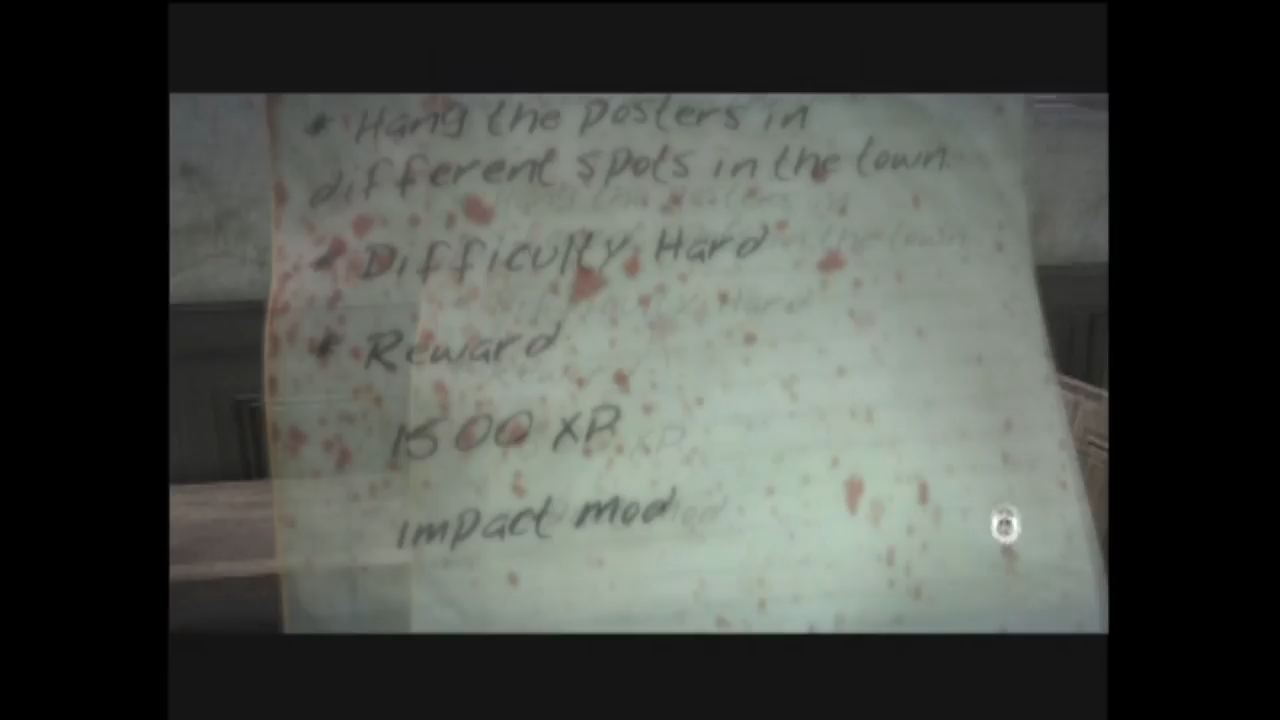 * Hang the posters in
different spots in the town.
* Difficulty Hard
* Reward
1500 XP
impact mod